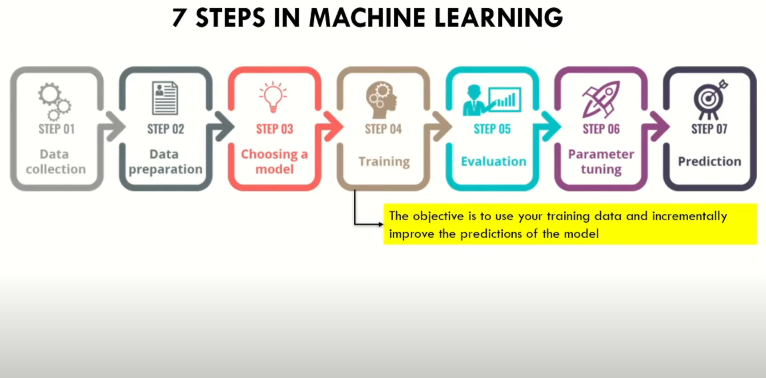 7 STEPS IN MACHINE LEARNING
STEP 01
Data
collection
STEP 02
Data
preparation
STEP 03
Choosing a
model
STEP 04
Training
STEP 05
Evaluation
STEP 06
Parameter
tuning
STEP 07
Prediction
The objective is to use your training data and incrementally
improve the predictions of the model